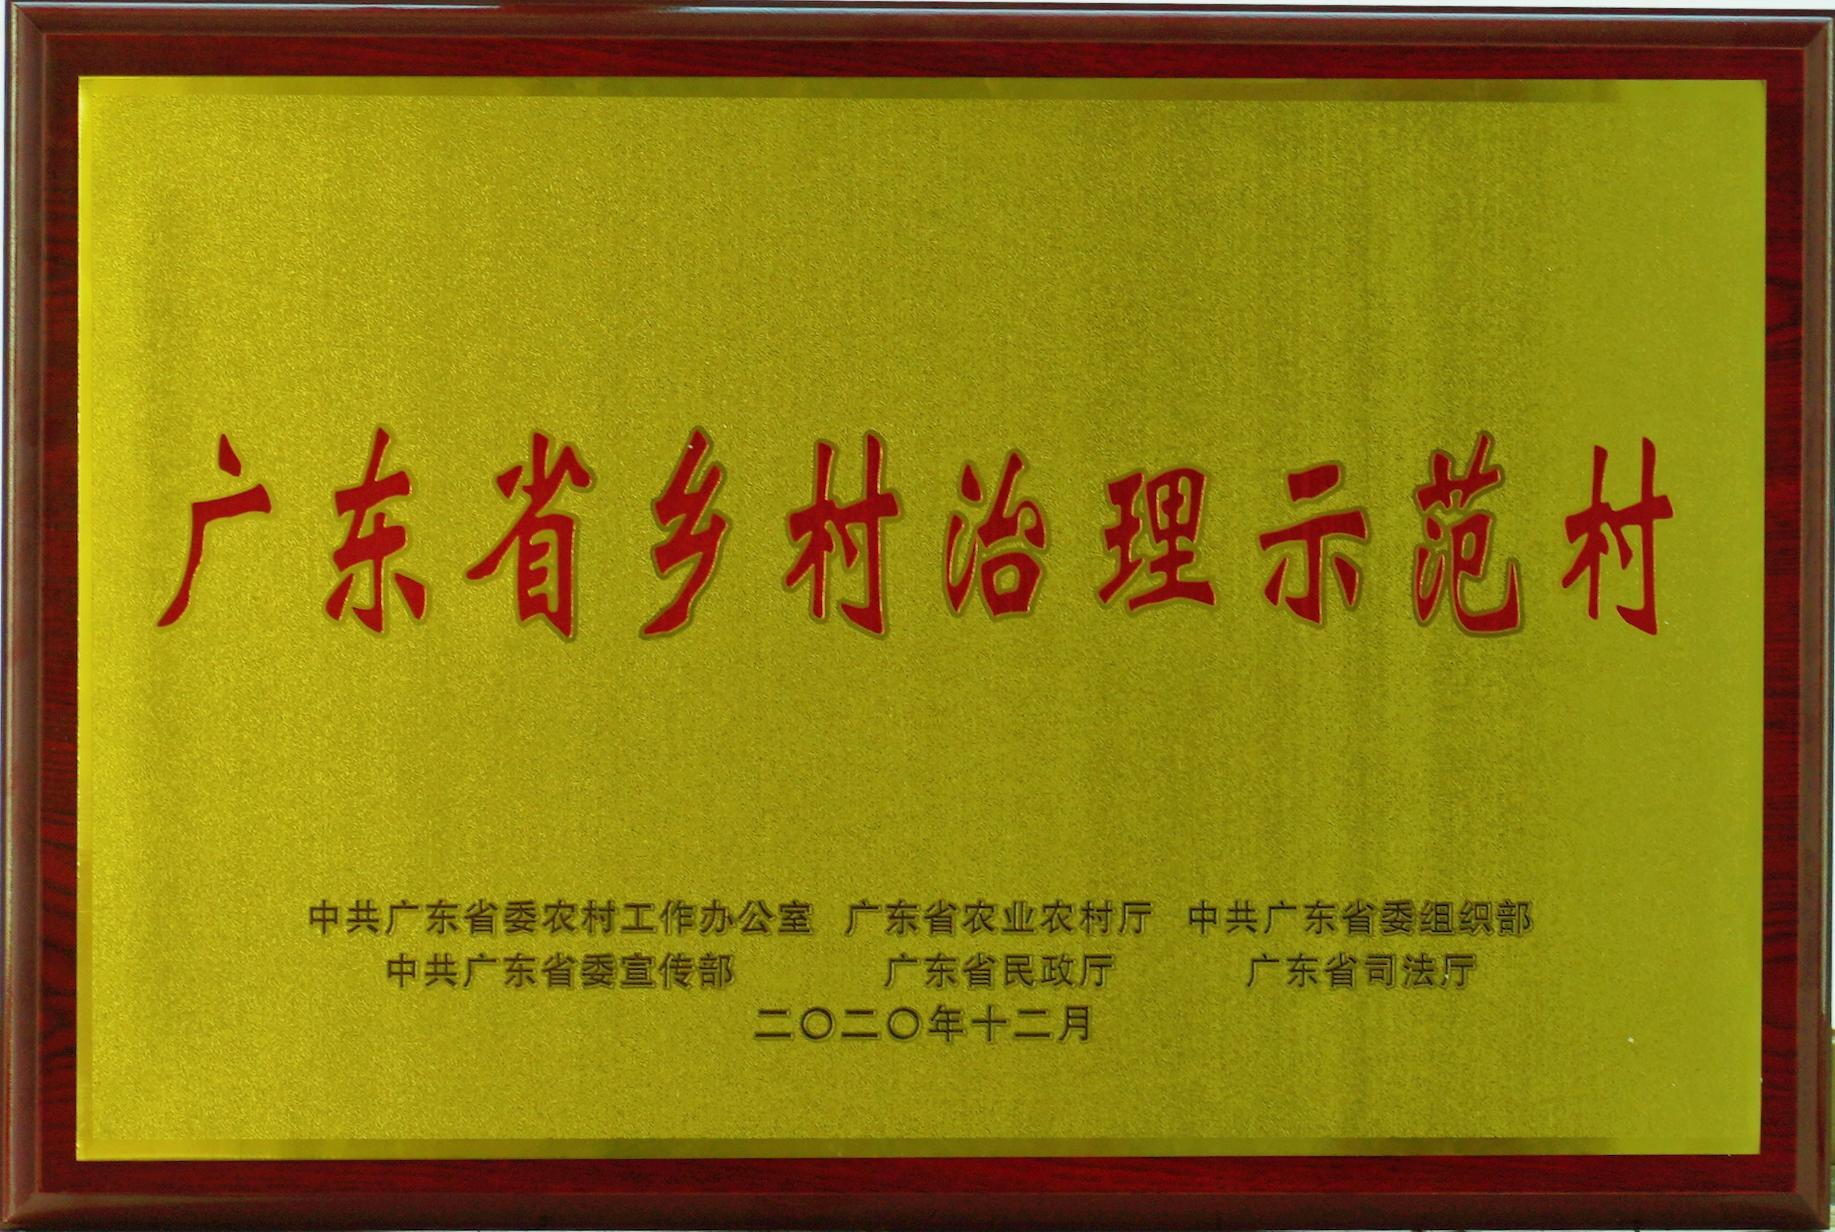 广东省乡村治理示范村
中共广东省委农村工作办公室 广东省农业农村厅 中共广东省委组织部
中共广东省委宣传部 广东省民政厅 广东省司法厅
二〇二〇年十二月